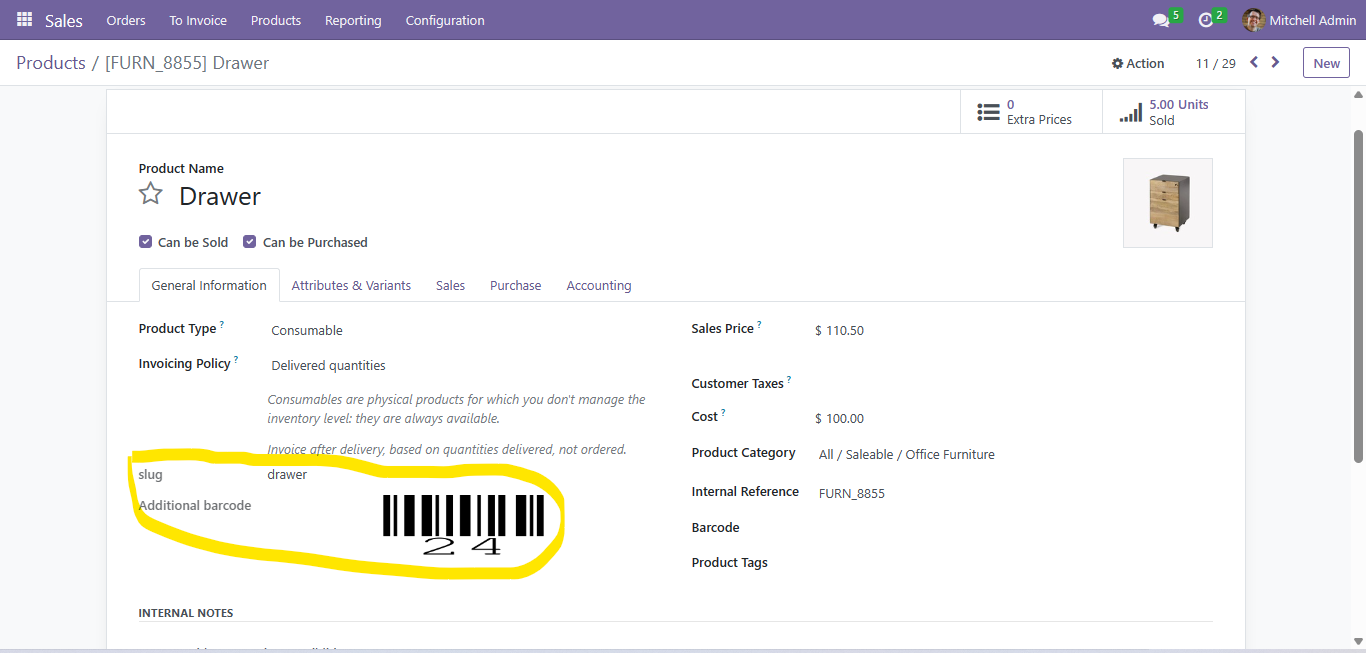 Sales Orders To Invoice Products Reporting Configuration 5 2 Mitchell Admin
Products / [FURN_8855] Drawer Action 11 / 29 New
0
Extra Prices
5.00 Units
Sold
Product Name
Drawer
Can be Sold Can be Purchased
General Information Attributes & Variants Sales Purchase Accounting
Product Type ? Consumable
Invoicing Policy ? Delivered quantities
Consumables are physical products for which you don't manage the
inventory level: they are always available.
Invoice after delivery, based on quantities delivered, not ordered.
slug drawer
Additional barcode
24
Sales Price ? $ 110.50
Customer Taxes ?
Cost ? $ 100.00
Product Category All / Saleable / Office Furniture
Internal Reference FURN_8855
Barcode
Product Tags
INTERNAL NOTES